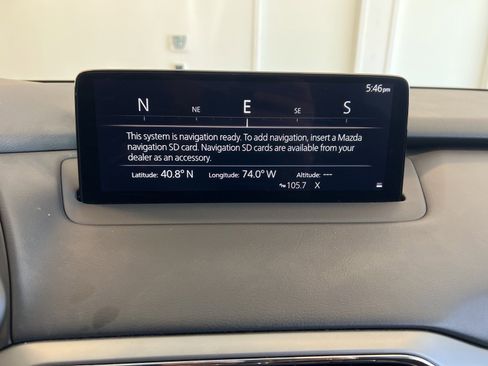 5:46pm
N NE E SE S
This system is navigation ready. To add navigation, insert a Mazda
navigation SD card. Navigation SD cards are available from your
dealer as an accessory.
Latitude: 40.8° N Longitude: 74.0° W Altitude: ---
105.7 X